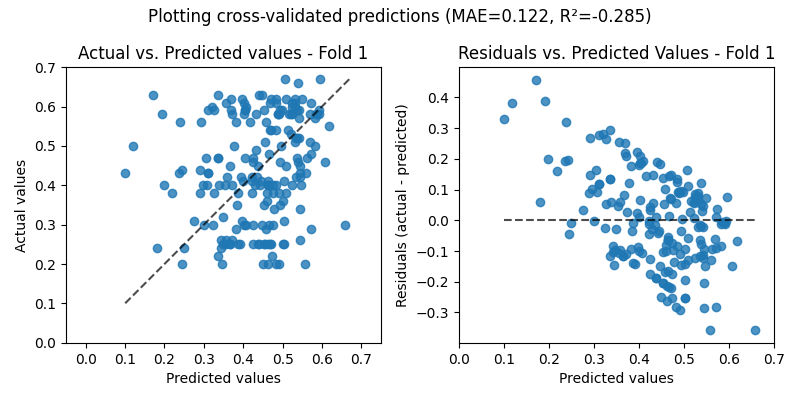 Plotting cross-validated predictions (MAE=0.122, R²=-0.285)
Actual vs. Predicted values - Fold 1
0.7
0.6
0.5
0.4
0.3
0.2
0.1
0.0
Actual values
0.0 0.1 0.2 0.3 0.4 0.5 0.6 0.7
Predicted values
Residuals vs. Predicted Values - Fold 1
0.4
0.3
0.2
0.1
0.0
−0.1
−0.2
−0.3
Residuals (actual - predicted)
0.0 0.1 0.2 0.3 0.4 0.5 0.6 0.7
Predicted values